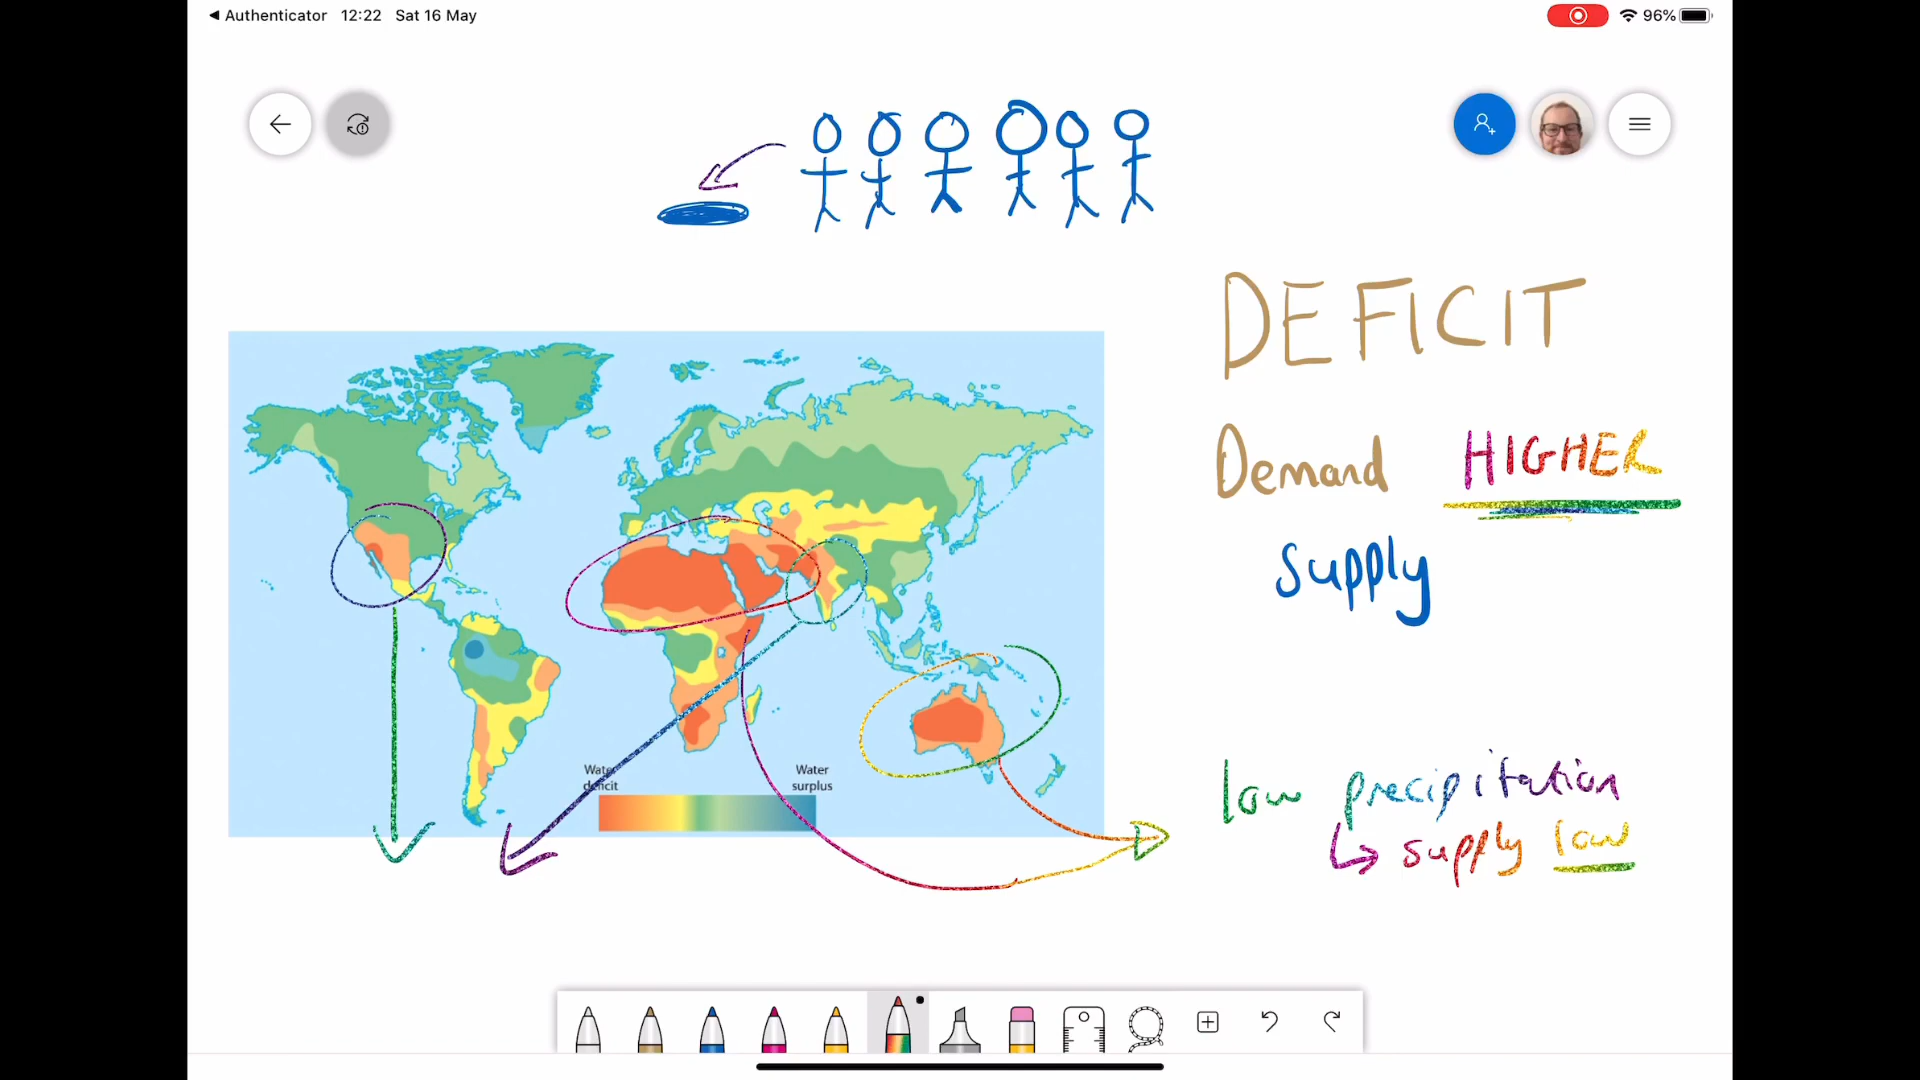 Authenticator 12:22 Sat 16 May 96%
DEFICIT
Demand HIGHER
supply
Water deficit
Water surplus
low precipitation
supply low